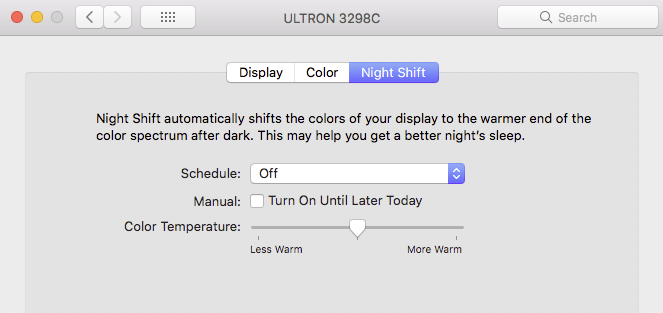 ULTRON 3298C
Search
Display Color Night Shift
Night Shift automatically shifts the colors of your display to the warmer end of the
color spectrum after dark. This may help you get a better night's sleep.
Schedule: Off
Manual: Turn On Until Later Today
Color Temperature:
Less Warm More Warm